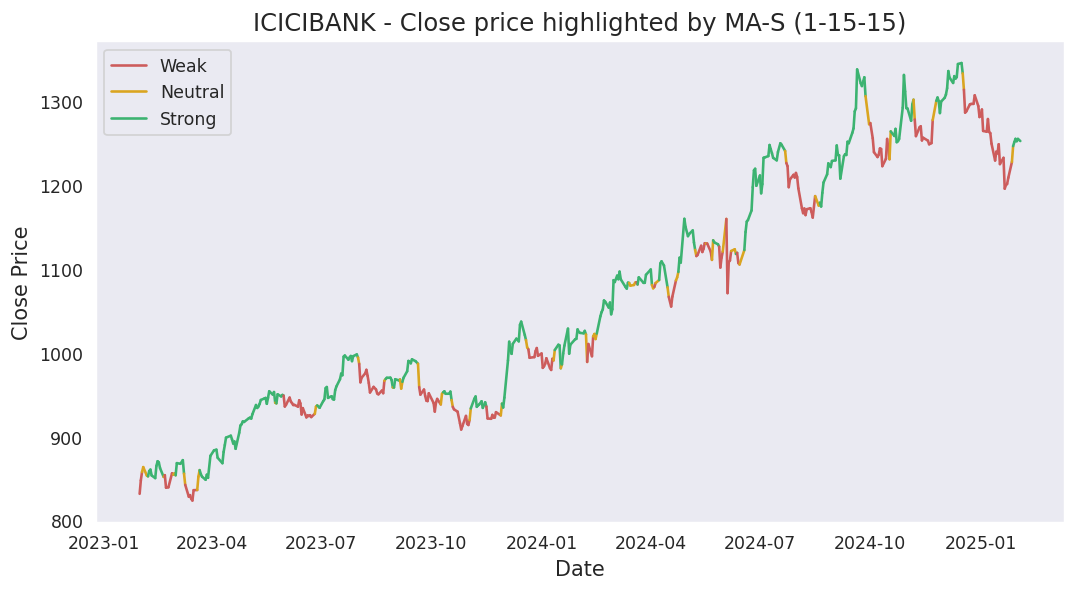 ICICIBANK - Close price highlighted by MA-S (1-15-15)
Weak
Neutral
Strong
Close Price
1300
1200
1100
1000
900
800
2023-01 2023-04 2023-07 2023-10 2024-01 2024-04 2024-07 2024-10 2025-01
Date